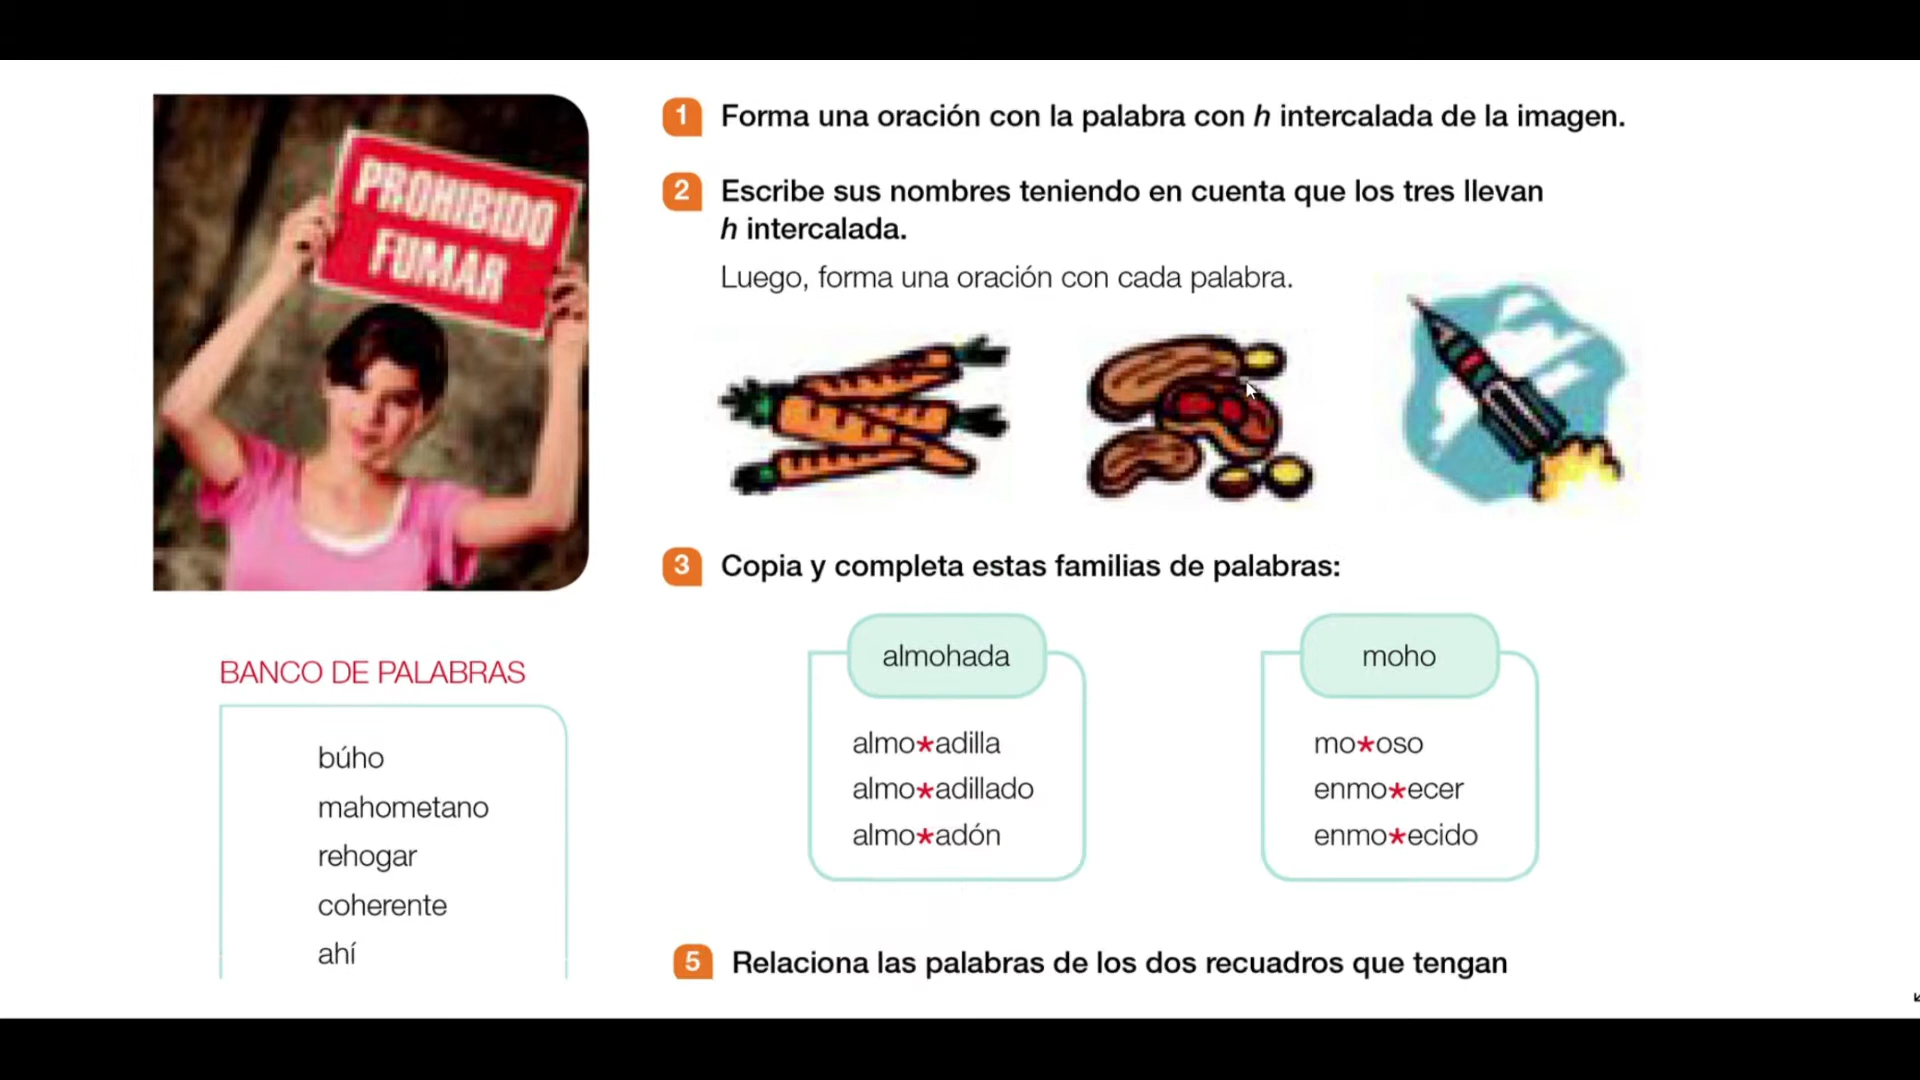 PROHIBIDO
FUMAR
1 Forma una oración con la palabra con h intercalada de la imagen.
2 Escribe sus nombres teniendo en cuenta que los tres llevan
h intercalada.
Luego, forma una oración con cada palabra.
3 Copia y completa estas familias de palabras:
almohada
almo*adilla
almo*adillado
almo*adón
moho
mo*oso
enmo*ecer
enmo*ecido
BANCO DE PALABRAS
búho
mahometano
rehogar
coherente
ahí
5 Relaciona las palabras de los dos recuadros que tengan